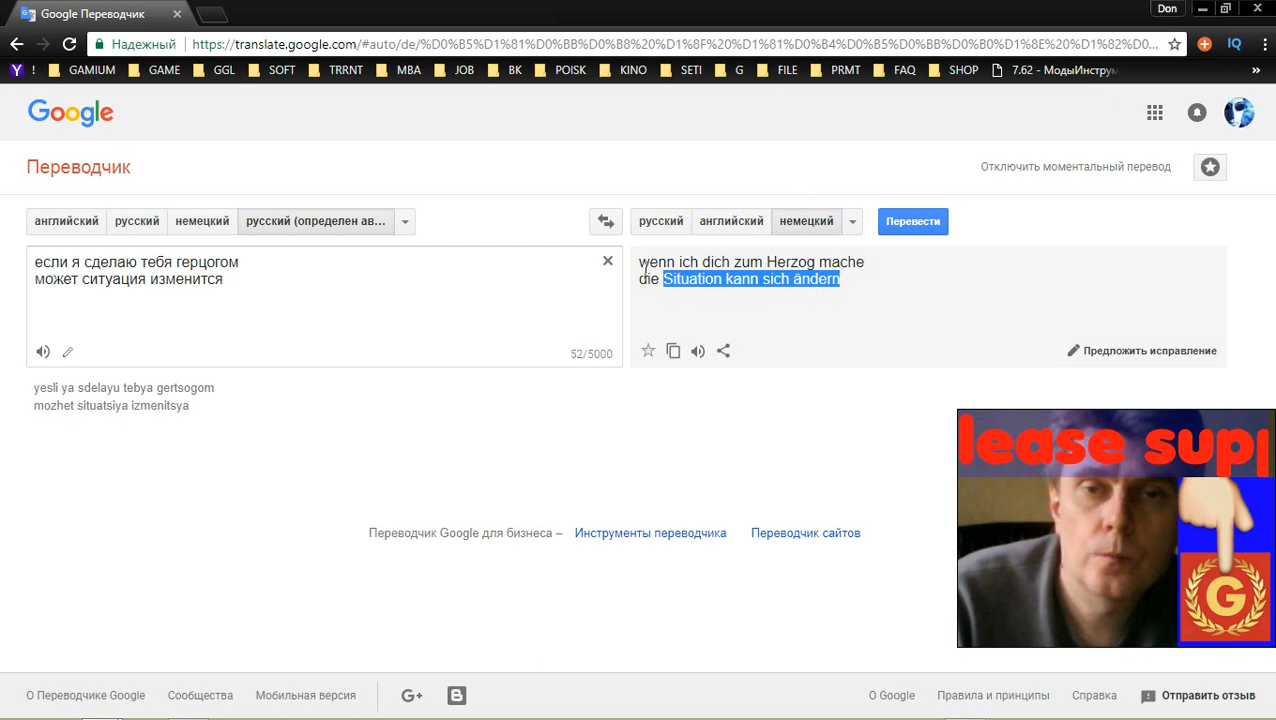 Google Переводчик
Don
Надежный
https://translate.google.com/#auto/de/%D0%B5%D1%81%D0%BB%D0%B8%20%D1%8F%20%D1%81%D0%B4%D0%B5%D0%BB%D0%B0%D1%8E%20%D1%82%D0...
! GAMIUM GAME GGL SOFT TRRNT MBA JOB BK POISK KINO SETI G FILE PRMT FAQ SHOP 7.62 - МодыИнструм
Google
Переводчик
Отключить моментальный перевод
английский русский немецкий русский (определен ав...
русский английский немецкий Перевести
если я сделаю тебя герцогом
может ситуация изменится
wenn ich dich zum Herzog mache
die Situation kann sich ändern
52/5000
Предложить исправление
yesli ya sdelayu tebya gertsogom
mozhet situatsiya izmenitsya
lease supp
G
Переводчик Google для бизнеса – Инструменты переводчика Переводчик сайтов
О Переводчике Google Сообщества Мобильная версия G+ О Google Правила и принципы Справка Отправить отзыв